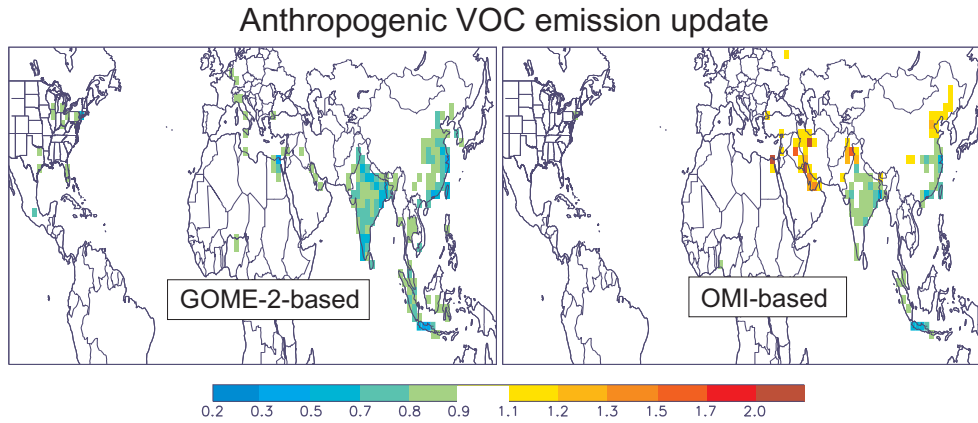 Anthropogenic VOC emission update
GOME-2-based
OMI-based
0.2 0.3 0.5 0.7 0.8 0.9 1.1 1.2 1.3 1.5 1.7 2.0